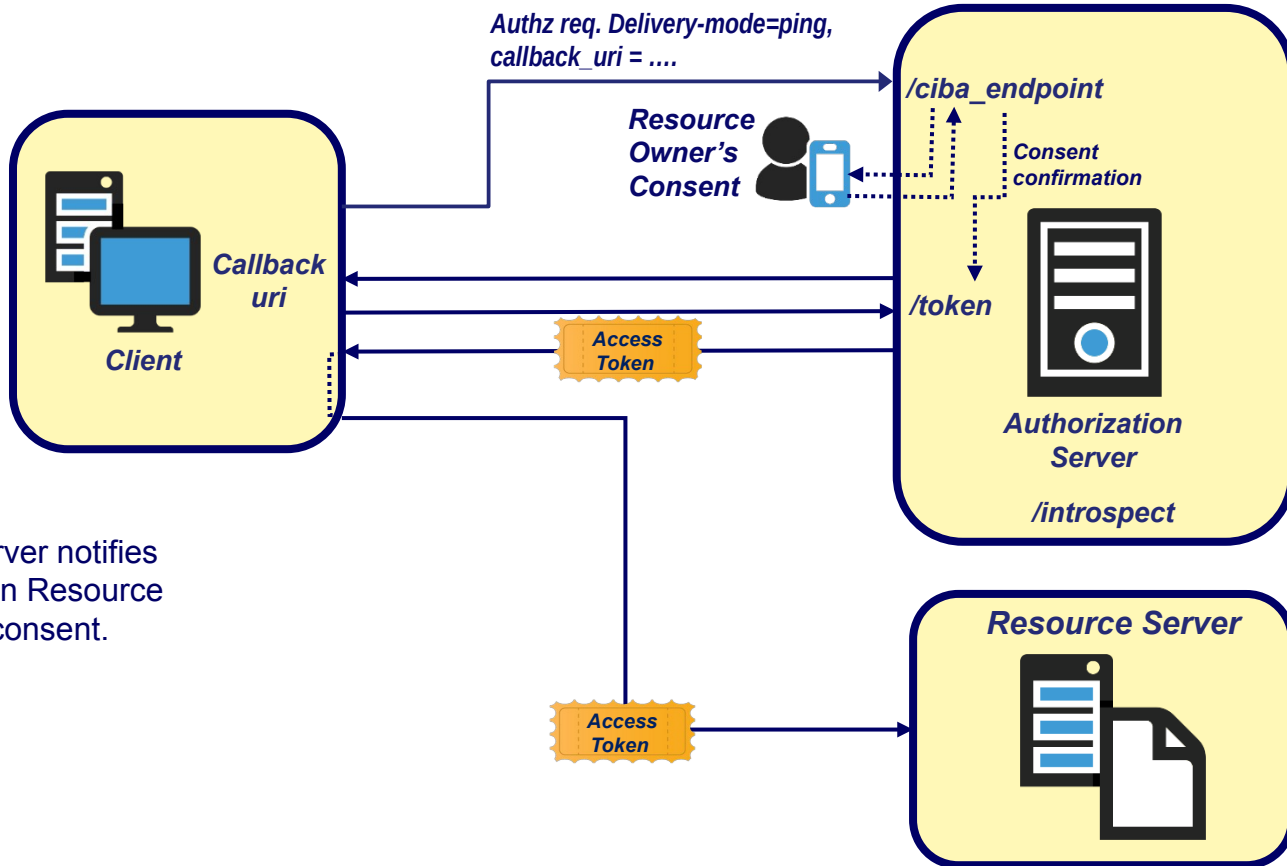 Authz req. Delivery-mode=ping,
callback_uri = ....
/ciba_endpoint
Resource
Owner's
Consent
Consent
confirmation
Callback
uri
Client
/token
Access
Token
Authorization
Server
/introspect
rver notifies
n Resource
consent.
Resource Server
Access
Token